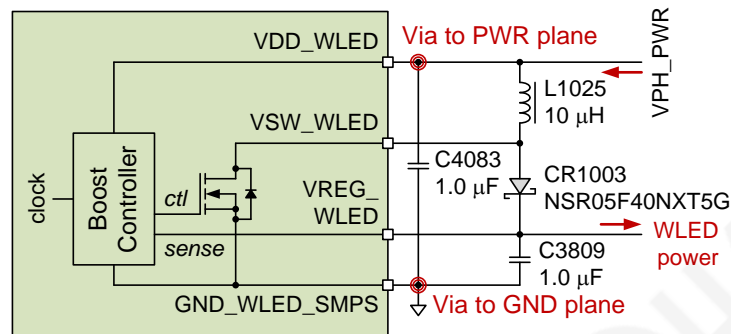 VDD_WLED
Via to PWR plane
VPH_PWR
L1025
10 μH
VSW_WLED
C4083
1.0 μF
CR1003
NSR05F40NXT5G
clock
Boost
Controller
ctl
sense
VREG_
WLED
WLED
power
C3809
1.0 μF
GND_WLED_SMPS
Via to GND plane